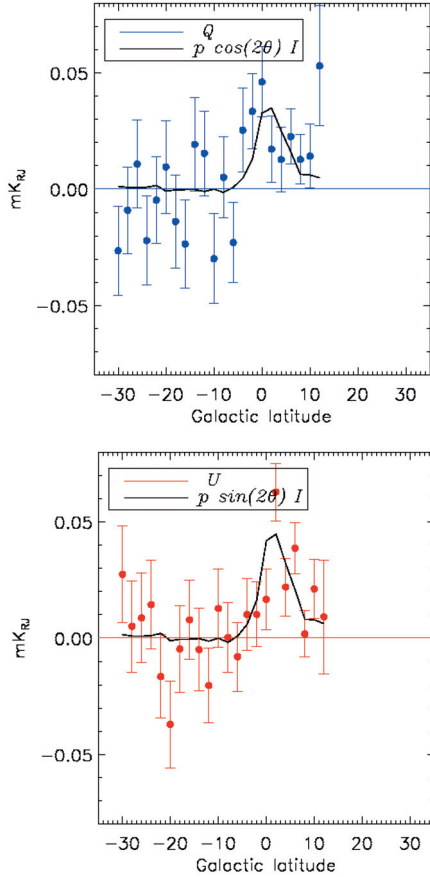 Q
p cos(2θ) I
0.05
0.00
-0.05
mK_RJ
-30 -20 -10 0 10 20 30
Galactic latitude
U
p sin(2θ) I
0.05
0.00
-0.05
mK_RJ
-30 -20 -10 0 10 20 30
Galactic latitude